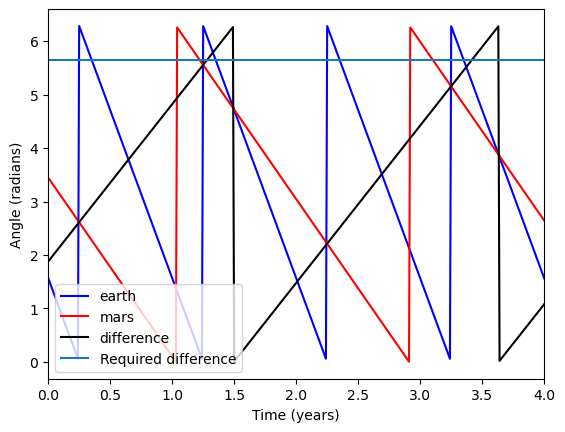 6
5
4
3
2
1
0
Angle (radians)
earth
mars
difference
Required difference
0.0 0.5 1.0 1.5 2.0 2.5 3.0 3.5 4.0
Time (years)